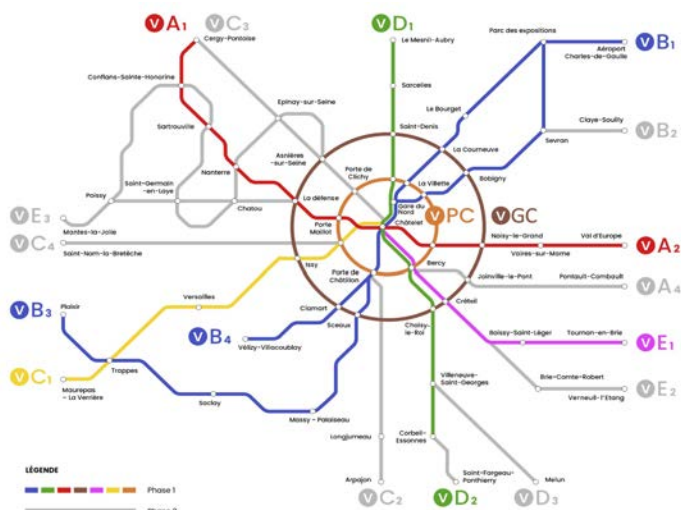 V A1
V C3
Cergy-Pontoise
V D1
Le Mesnil-Aubry
Parc des expositions
V B1
Aéroport
Charles-de-Gaulle
Conflans-Sainte-Honorine
Sarcelles
Epinay-sur-Seine
Le Bourget
Claye-Souilly
V B2
Sartrouville
Saint-Denis
Sevran
Asnières
-sur-Seine
La Courneuve
Nanterre
Porte de
Clichy
La Villette
Bobigny
Saint-Germain
en-Laye
Poissy
Chatou
La défense
Gare du
Nord
V PC
V GC
V E3
Mantes-la-Jolie
Porte
Maillot
Châtelet
Noisy-le-Grand
Val d'Europe
V C4
Saint-Nom-la-Bretèche
Vaires-sur-Marne
V A2
Issy
Porte de
Châtillon
Bercy
Joinville-le-Pont
Pontault-Combault
V A4
Versailles
V B3
Plaisir
Clamart
Créteil
Sceaux
Choisy
-le-Roi
Boissy-Saint-Léger
Tournan-en-Brie
V E1
V B4
Vélizy-Villacoublay
Trappes
V C1
Maurepas
- La Verrière
Villeneuve-
Saint-Georges
Brie-Comte-Robert
Verneuil-l'Etang
V E2
Saclay
Massy - Palaiseau
Longjumeau
Corbeil-
Essonnes
LÉGENDE
Arpajon
V C2
Saint-Fargeau-
Ponthierry
V D2
Melun
V D3
Phase 1